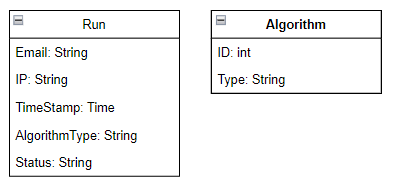 Run
Email: String
IP: String
TimeStamp: Time
AlgorithmType: String
Status: String
Algorithm
ID: int
Type: String